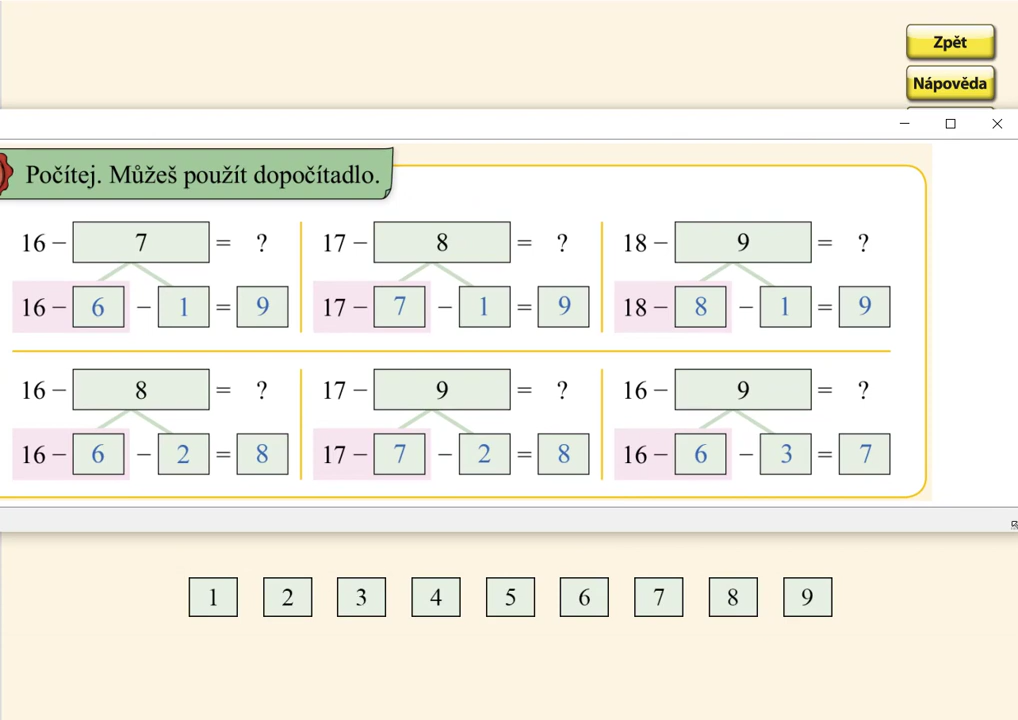 Zpět
Nápověda
Počítej. Můžeš použít dopočítadlo.
16 – 7 = ? 17 – 8 = ? 18 – 9 = ?
16 – 6 – 1 = 9 17 – 7 – 1 = 9 18 – 8 – 1 = 9
16 – 8 = ? 17 – 9 = ? 16 – 9 = ?
16 – 6 – 2 = 8 17 – 7 – 2 = 8 16 – 6 – 3 = 7
1 2 3 4 5 6 7 8 9